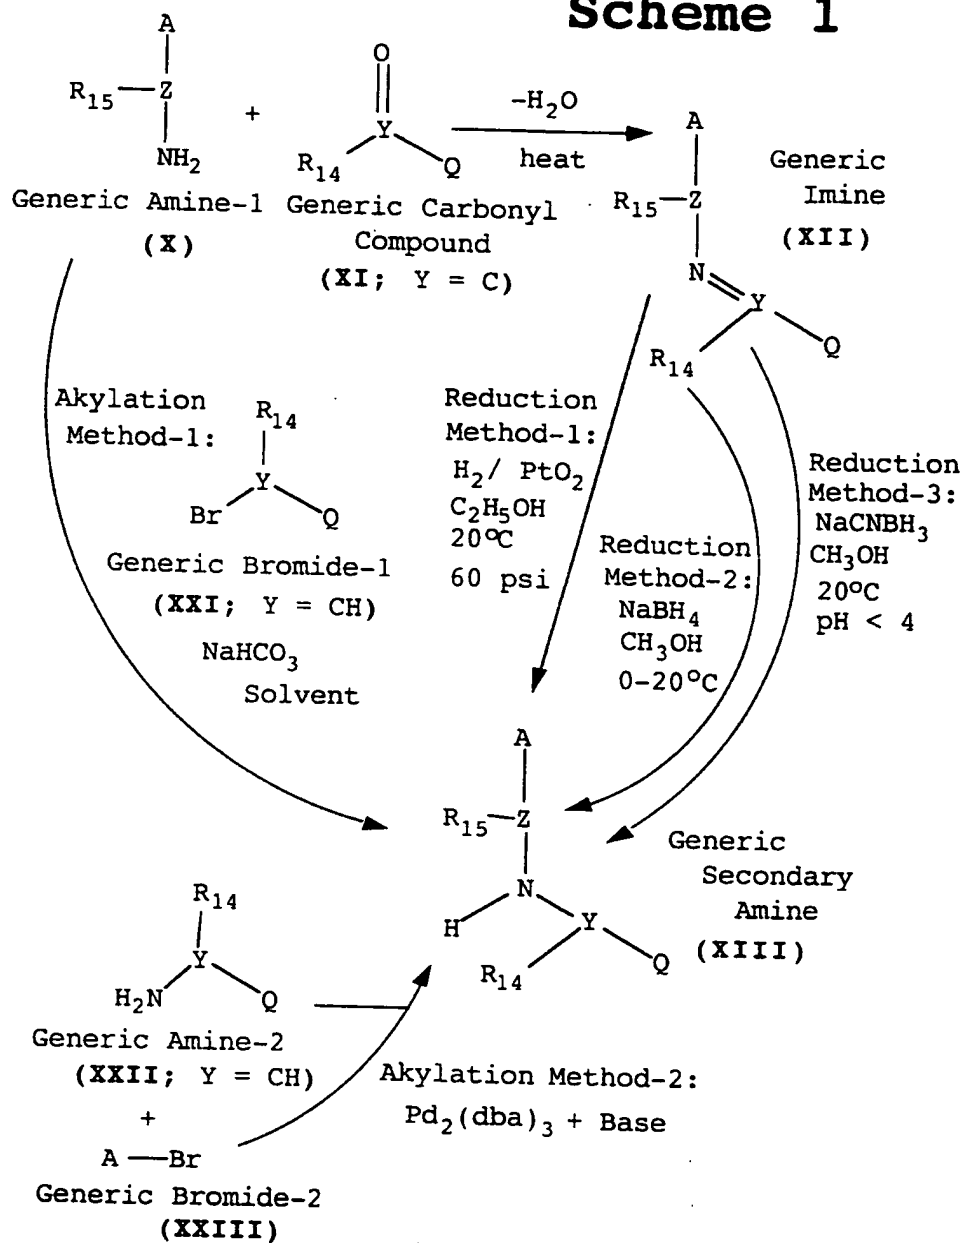 Scheme 1
A
R15—Z
NH2
+
O
Y
R14
Q
-H2O
heat
Generic Amine-1
(X)
Generic Carbonyl
Compound
(XI; Y = C)
A
R15—Z
N
Y
R14
Q
Generic
Imine
(XII)
Akylation
Method-1:
R14
Y
Br
Q
Generic Bromide-1
(XXI; Y = CH)
NaHCO3
Solvent
Reduction
Method-1:
H2/ PtO2
C2H5OH
20°C
60 psi
Reduction
Method-2:
NaBH4
CH3OH
0-20°C
Reduction
Method-3:
NaCNBH3
CH3OH
20°C
pH < 4
A
R15—Z
N
H
Y
R14
Q
Generic
Secondary
Amine
(XIII)
R14
Y
H2N
Q
Generic Amine-2
(XXII; Y = CH)
+
A—Br
Generic Bromide-2
(XXIII)
Akylation Method-2:
Pd2(dba)3 + Base